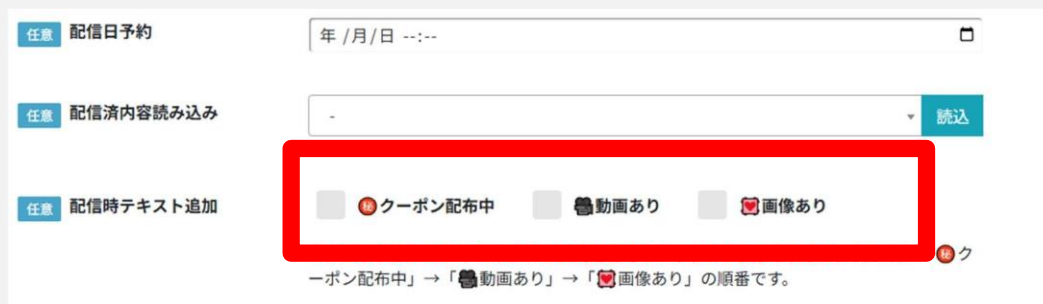 任意 配信日予約 年 /月/日 --:--
任意 配信済内容読み込み - 読込
任意 配信時テキスト追加 ㊙クーポン配布中 🎥動画あり 💟画像あり
㊙ク
ーポン配布中」→「🎥動画あり」→「💟画像あり」の順番です。